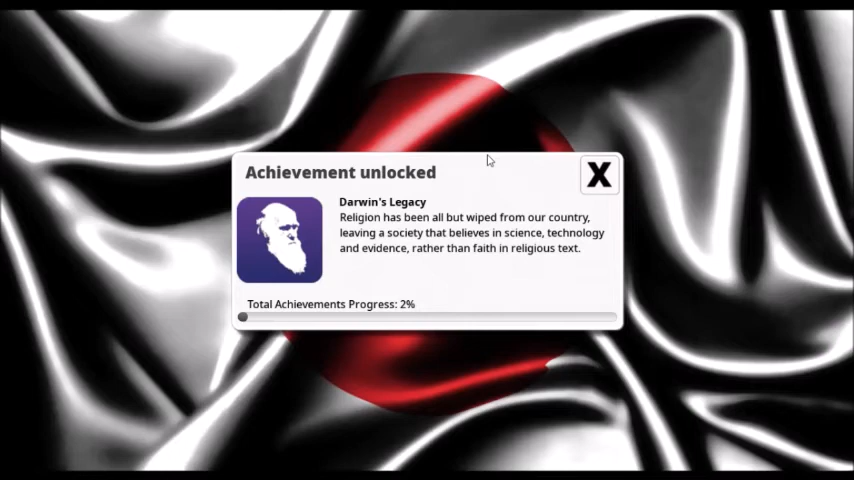 Achievement unlocked
X
Darwin's Legacy
Religion has been all but wiped from our country,
leaving a society that believes in science, technology
and evidence, rather than faith in religious text.
Total Achievements Progress: 2%